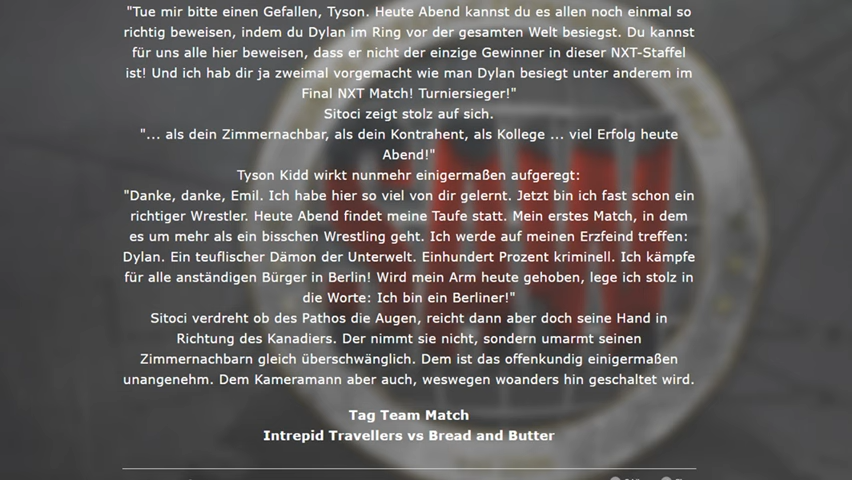 "Tue mir bitte einen Gefallen, Tyson. Heute Abend kannst du es allen noch einmal so
richtig beweisen, indem du Dylan im Ring vor der gesamten Welt besiegst. Du kannst
für uns alle hier beweisen, dass er nicht der einzige Gewinner in dieser NXT-Staffel
ist! Und ich hab dir ja zweimal vorgemacht wie man Dylan besiegt unter anderem im
Final NXT Match! Turniersieger!"
Sitoci zeigt stolz auf sich.
"... als dein Zimmernachbar, als dein Kontrahent, als Kollege ... viel Erfolg heute
Abend!"
Tyson Kidd wirkt nunmehr einigermaßen aufgeregt:
"Danke, danke, Emil. Ich habe hier so viel von dir gelernt. Jetzt bin ich fast schon ein
richtiger Wrestler. Heute Abend findet meine Taufe statt. Mein erstes Match, in dem
es um mehr als ein bisschen Wrestling geht. Ich werde auf meinen Erzfeind treffen:
Dylan. Ein teuflischer Dämon der Unterwelt. Einhundert Prozent kriminell. Ich kämpfe
für alle anständigen Bürger in Berlin! Wird mein Arm heute gehoben, lege ich stolz in
die Worte: Ich bin ein Berliner!"
Sitoci verdreht ob des Pathos die Augen, reicht dann aber doch seine Hand in
Richtung des Kanadiers. Der nimmt sie nicht, sondern umarmt seinen
Zimmernachbarn gleich überschwänglich. Dem ist das offenkundig einigermaßen
unangenehm. Dem Kameramann aber auch, weswegen woanders hin geschaltet wird.
Tag Team Match
Intrepid Travellers vs Bread and Butter